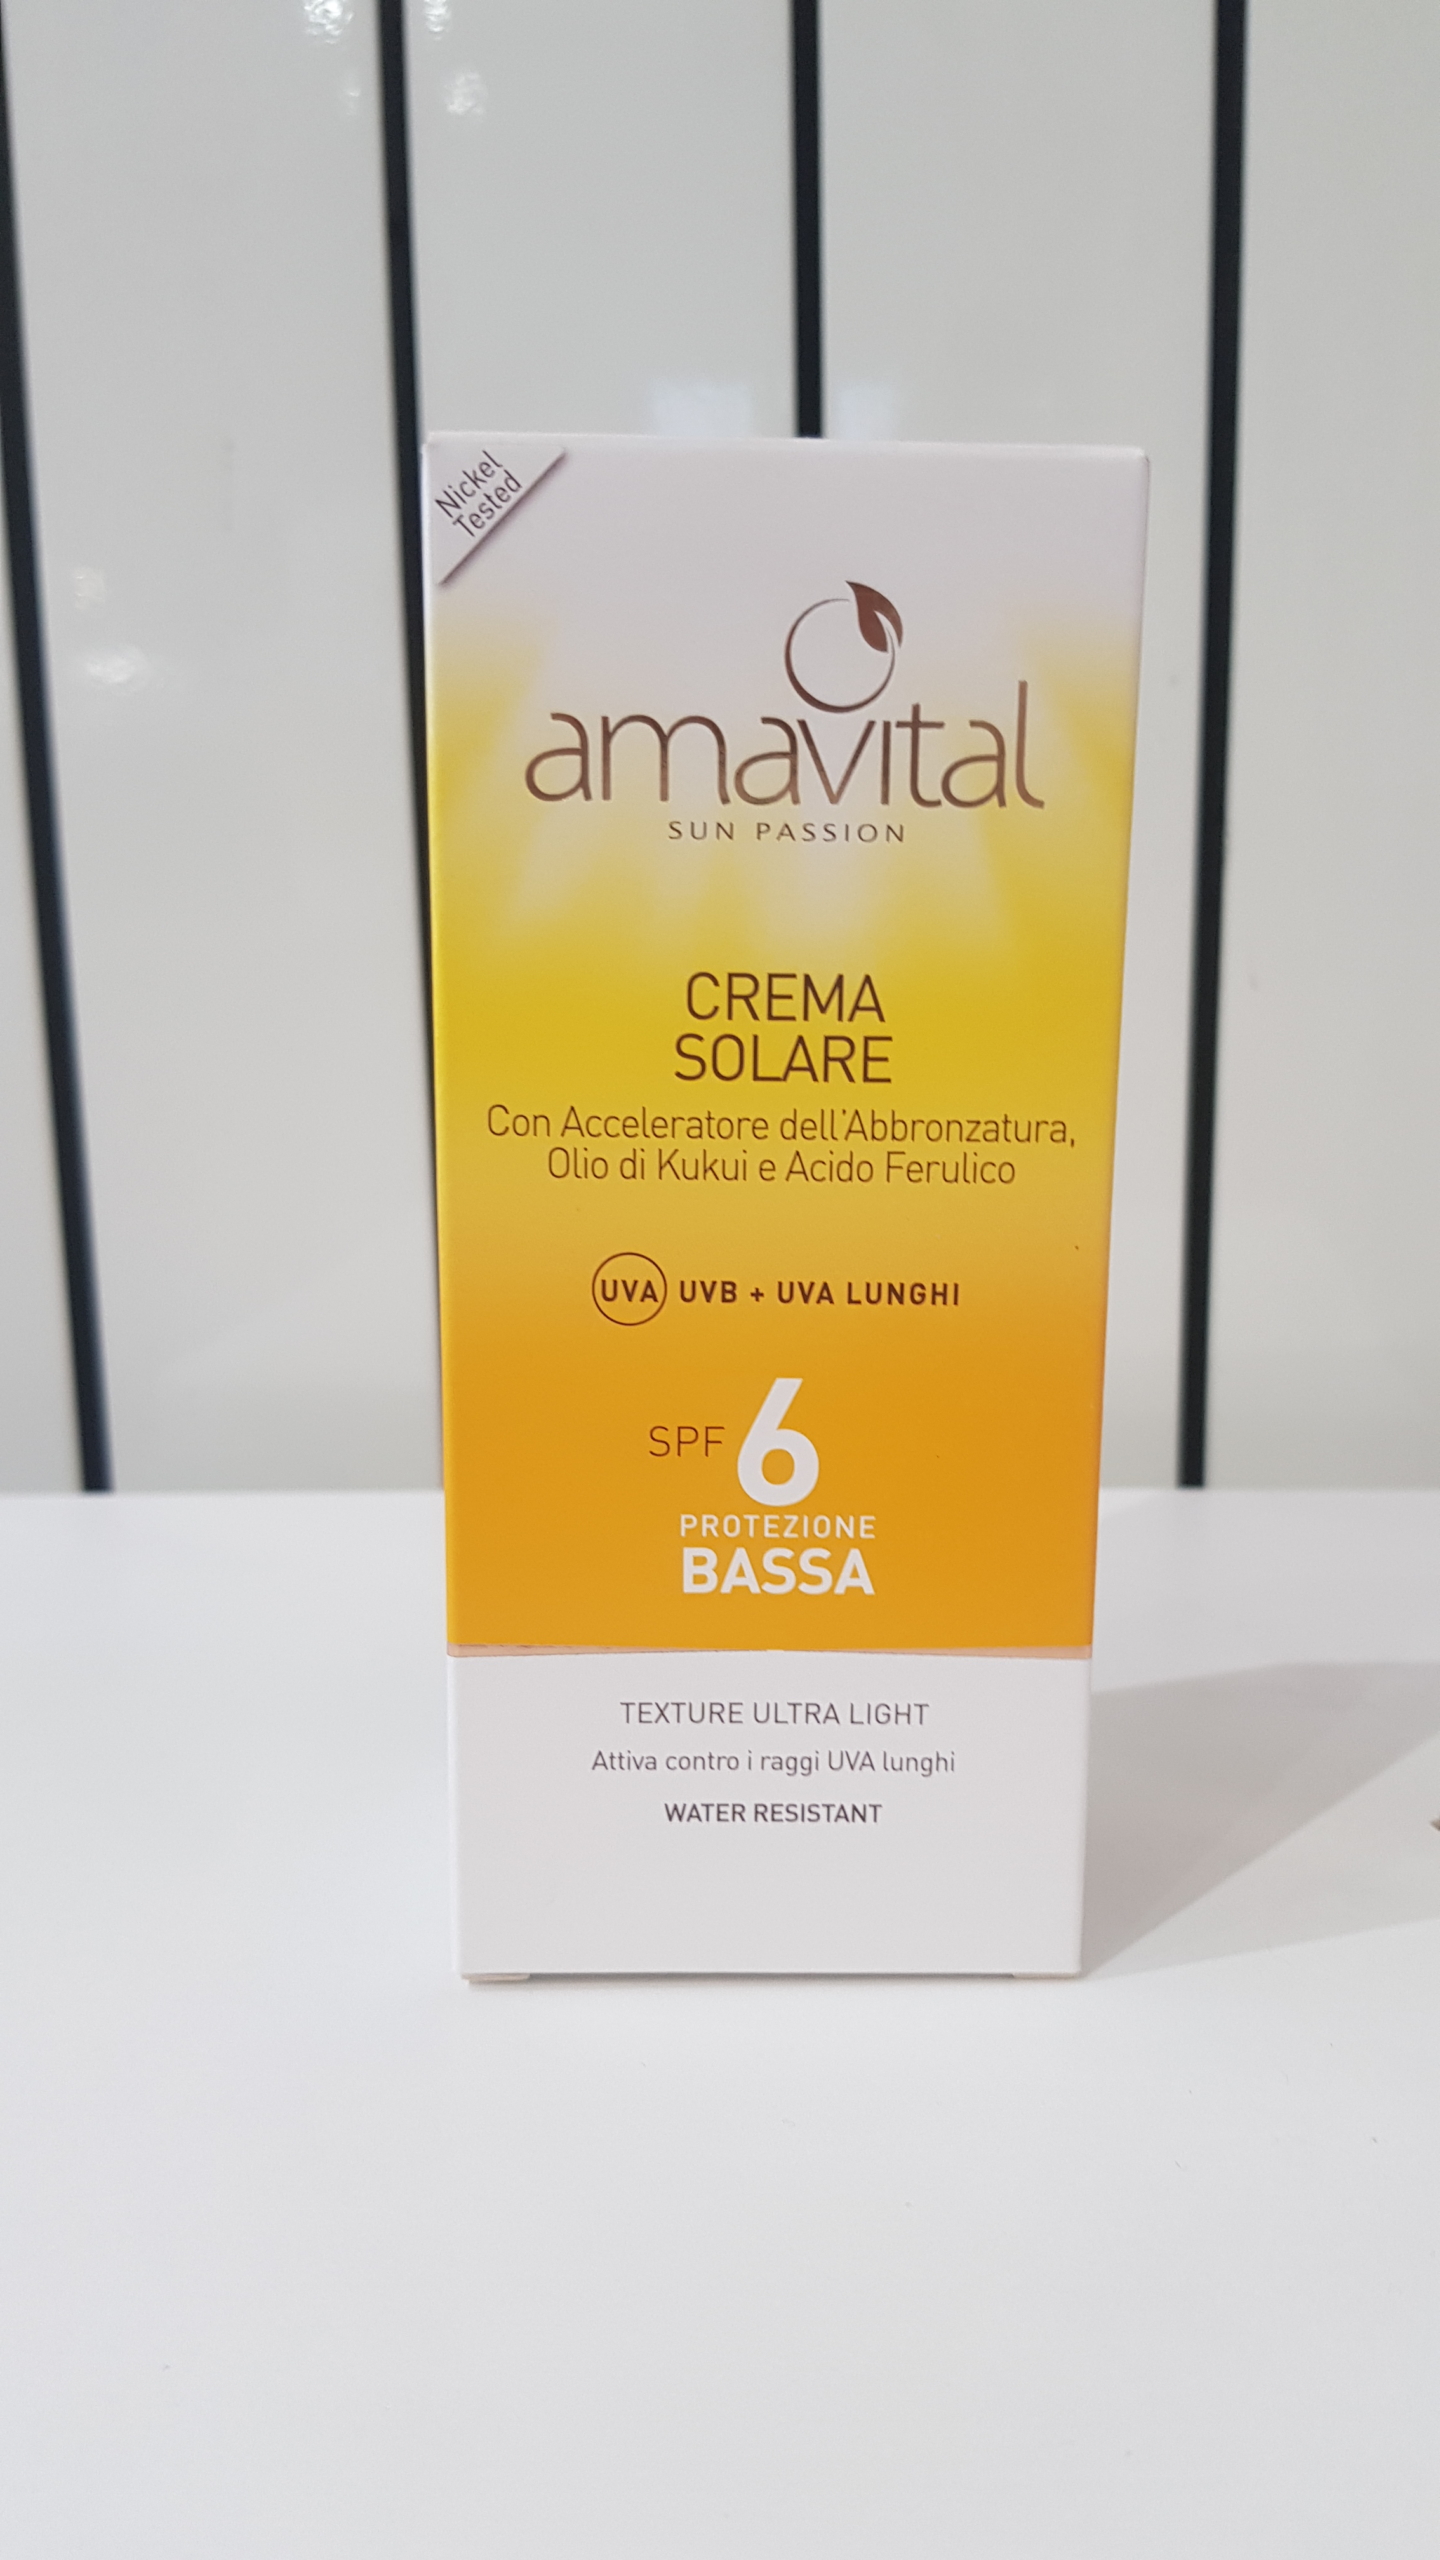 Nickel
Tested
amavital
SUN PASSION
CREMA
SOLARE
Con Acceleratore dell'Abbronzatura,
Olio di Kukui e Acido Ferulico
UVA UVB + UVA LUNGHI
SPF 6
PROTEZIONE
BASSA
TEXTURE ULTRA LIGHT
Attiva contro i raggi UVA lunghi
WATER RESISTANT